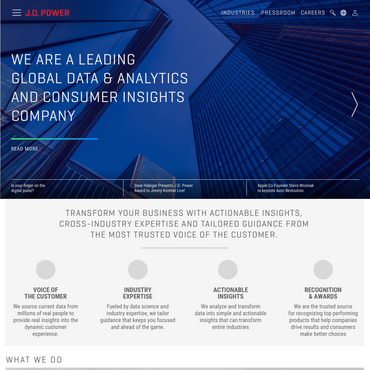 J.D. POWER
INDUSTRIES PRESSROOM CAREERS
WE ARE A LEADING
GLOBAL DATA & ANALYTICS
AND CONSUMER INSIGHTS
COMPANY
READ MORE
Is your finger on the
digital pulse?
Dave Habiger Presents J.D. Power
Award to Jimmy Kimmel Live!
Apple Co-Founder Steve Wozniak
to keynote Auto Revolution
TRANSFORM YOUR BUSINESS WITH ACTIONABLE INSIGHTS,
CROSS-INDUSTRY EXPERTISE AND TAILORED GUIDANCE FROM
THE MOST TRUSTED VOICE OF THE CUSTOMER.
VOICE OF
THE CUSTOMER
We source current data from
millions of real people to
provide real insights into the
dynamic customer
experience.
INDUSTRY
EXPERTISE
Fueled by data science and
industry expertise, we tailor
guidance that keeps you focused
and ahead of the game.
ACTIONABLE
INSIGHTS
We analyze and transform
data into simple and actionable
insights that can transform
entire industries
RECOGNITION
& AWARDS
We are the trusted source
for recognizing top performing
products that help companies
drive results and consumers
make better choices
WHAT WE DO